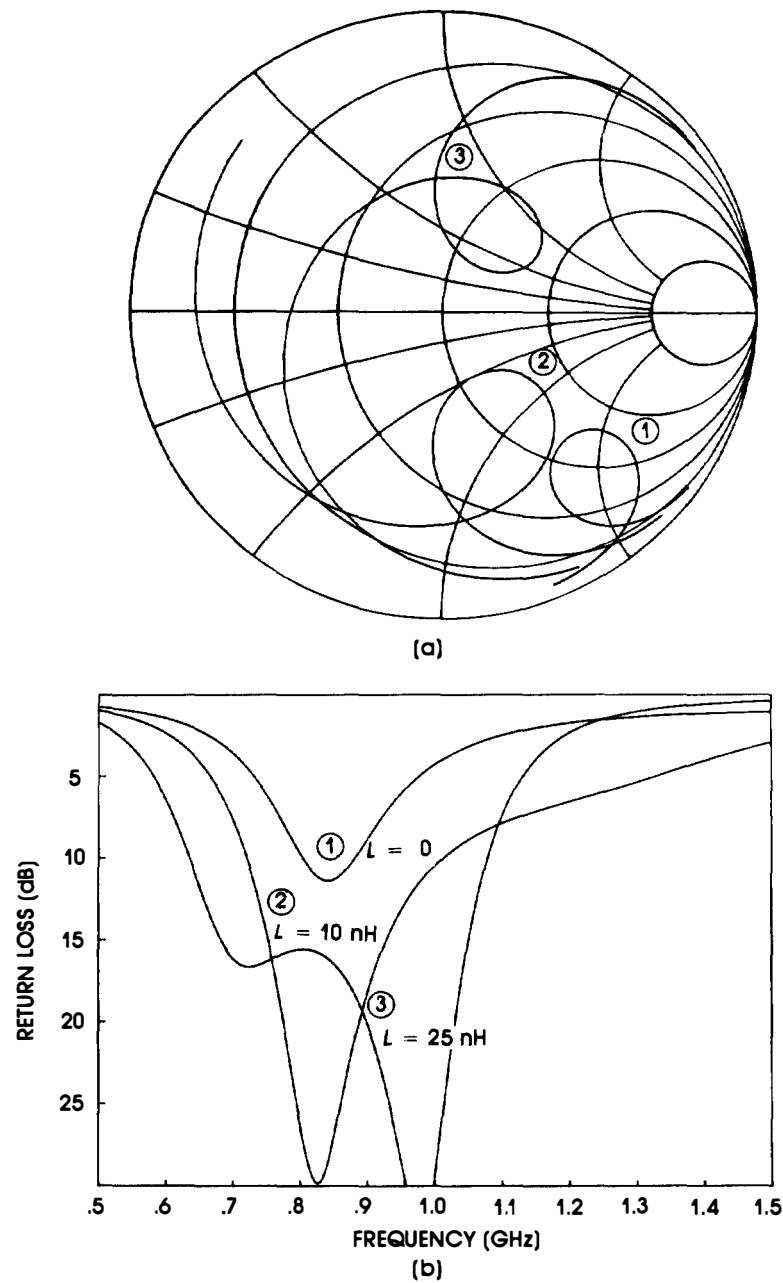 ③
②
①
(a)
RETURN LOSS (dB)
5
10
15
20
25
① L = 0
②
L = 10 nH
③
L = 25 nH
.5 .6 .7 .8 .9 1.0 1.1 1.2 1.3 1.4 1.5
FREQUENCY (GHz)
(b)